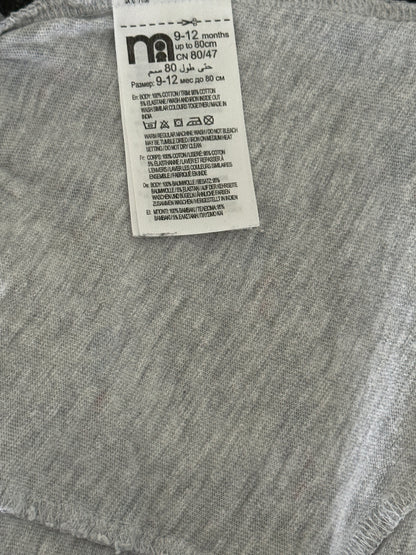 9-12 months
up to 80cm
CN 80/47
حتى طول 80 سم
Размер: 9-12 мес до 80 см
En: BODY: 100% COTTON / TRIM: 95% COTTON
5% ELASTANE / WASH AND IRON INSIDE OUT
WASH SIMILAR COLOURS TOGETHER / MADE IN
INDIA
WARM REGULAR MACHINE WASH / DO NOT BLEACH
MAY BE TUMBLE DRIED / IRON ON MEDIUM HEAT
SETTING / DO NOT DRY CLEAN
Fr: CORPS: 100% COTON / LISERÉ: 95% COTON
5% ÉLASTHANNE / LAVER ET REPASSER À
L'ENVERS / LAVER LES COULEURS SIMILAIRES
ENSEMBLE / FABRIQUÉ EN INDE
De: BODY: 100% BAUMWOLLE / BESATZ: 95%
BAUMWOLLE / 5% ELASTAN / AUF DER KEHRSEITE
WASCHEN UND BÜGELN / ÄHNLICHE FARBEN
ZUSAMMEN WASCHEN / HERGESTELLT IN INDIEN